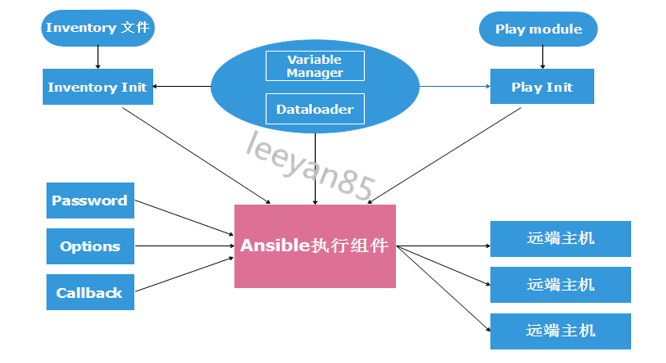 Inventory 文件
Play module
Variable
Manager
Inventory Init
Play Init
Dataloader
leeyan85
Password
Ansible执行组件
Options
Callback
远端主机
远端主机
远端主机